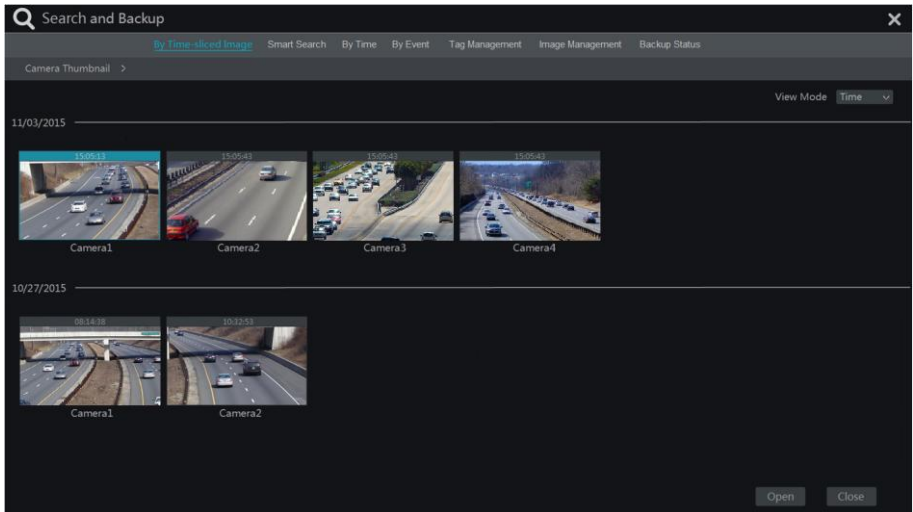 Search and Backup
By Time-sliced Image Smart Search By Time By Event Tag Management Image Management Backup Status
Camera Thumbnail >
View Mode Time
11/03/2015
15:05:13 15:05:43 15:05:43 15:05:43
Camera1 Camera2 Camera3 Camera4
10/27/2015
08:14:38 10:32:53
Camera1 Camera2
Open Close